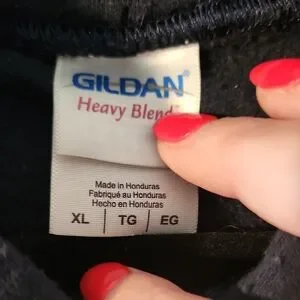 GILDAN®
Heavy Blend
Made in Honduras
Fabriqué au Honduras
Hecho en Honduras
XL TG EG